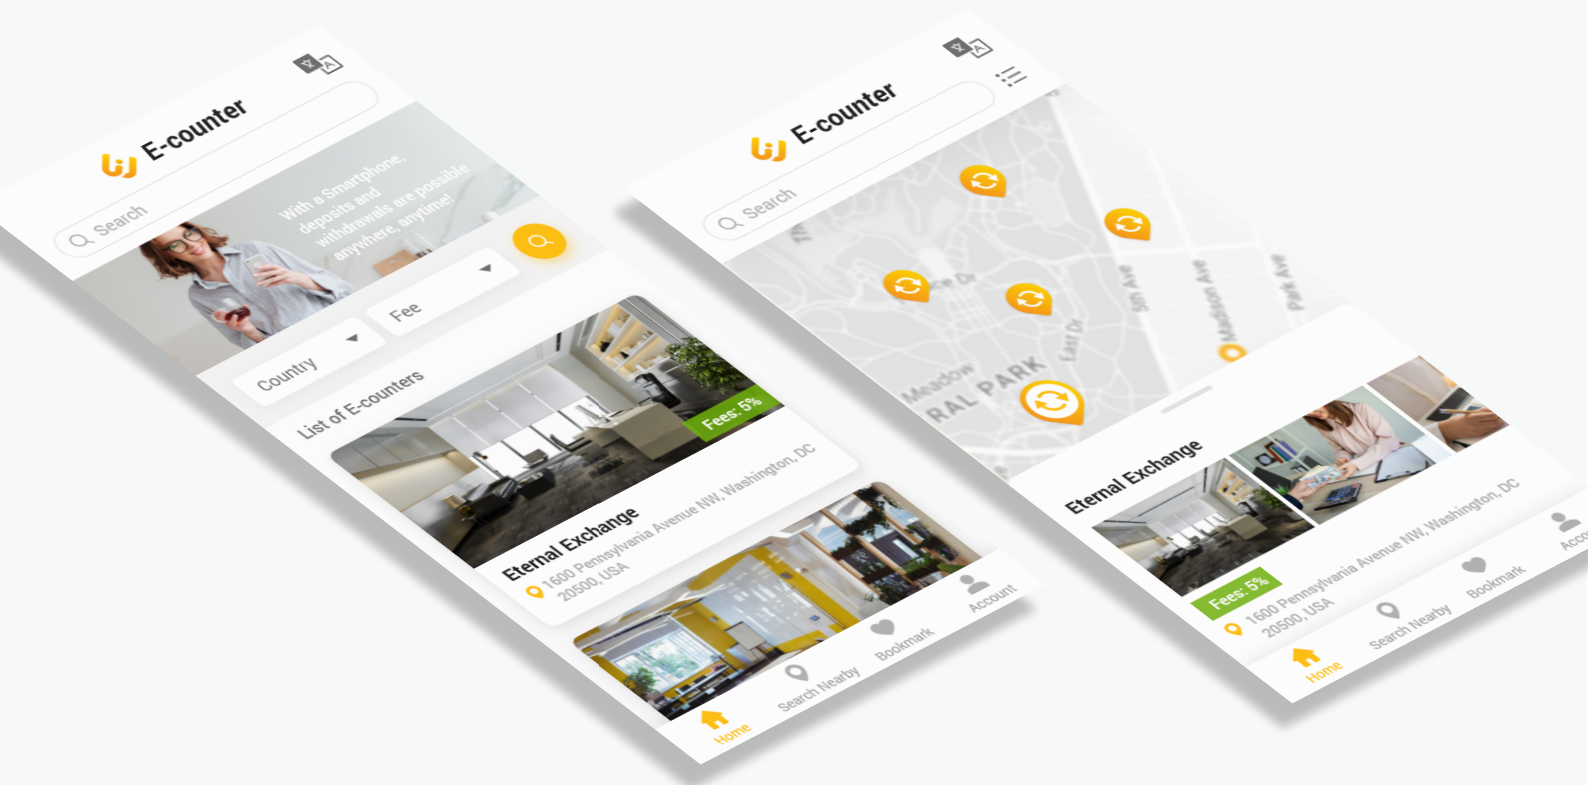 E-counter
Search
With a Smartphone,
deposits and
withdrawals are possible
anywhere, anytime!
Country
Fee
List of E-counters
Fees: 5%
Eternal Exchange
1600 Pennsylvania Avenue NW, Washington, DC
20500, USA
Home
Search Nearby
Bookmark
Account
E-counter
Search
5th Ave
Madison Ave
Park Ave
East Dr
Meadow
RAL PARK
Eternal Exchange
Fees: 5%
1600 Pennsylvania Avenue NW, Washington, DC
20500, USA
Home
Search Nearby
Bookmark
Accou